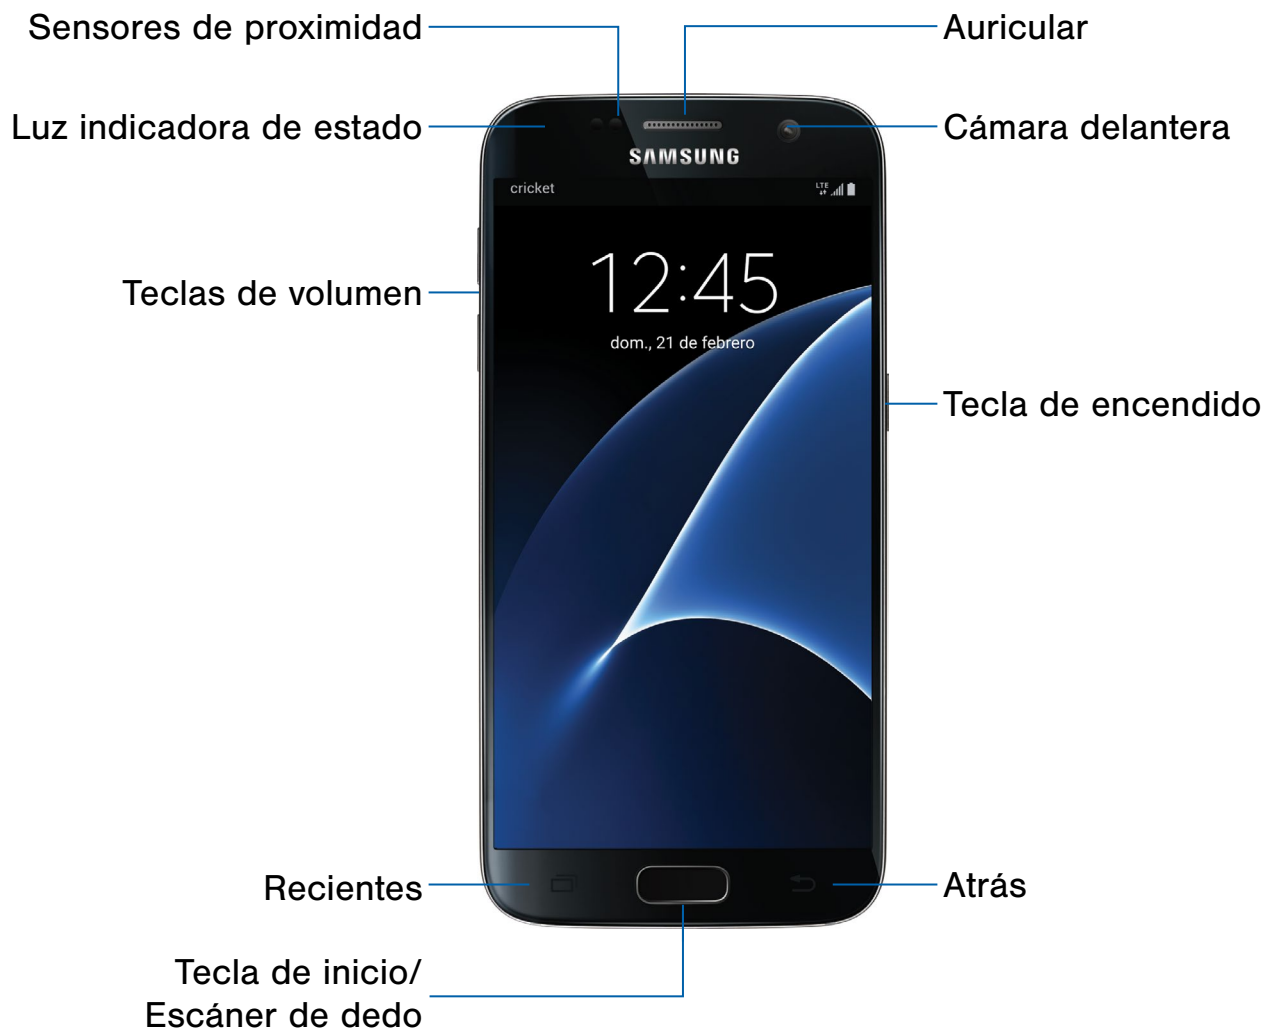 Sensores de proximidad
Auricular
Luz indicadora de estado
Cámara delantera
SAMSUNG
cricket
LTE
12:45
Teclas de volumen
dom., 21 de febrero
Tecla de encendido
Recientes
Atrás
Tecla de inicio/
Escáner de dedo